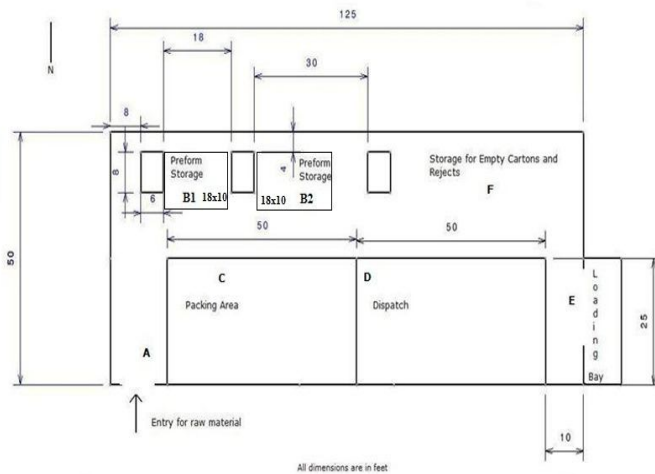 125
18
30
N
8
8
6
4
Preform
Storage
B1 18x10
Preform
Storage
18x10 B2
Storage for Empty Cartons and
Rejects
F
50
50
50
C
D
Packing Area
Dispatch
E
Loading
Bay
25
A
Entry for raw material
10
All dimensions are in feet